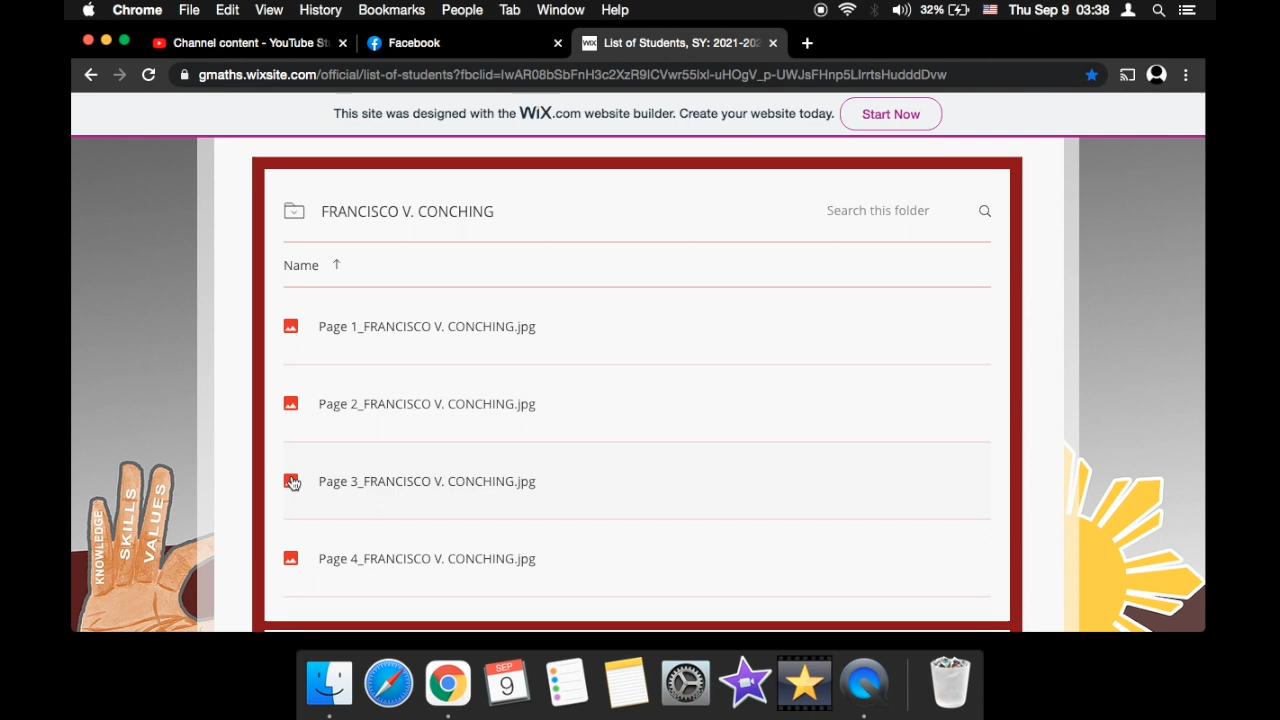 Chrome File Edit View History Bookmarks People Tab Window Help 32% Thu Sep 9 03:38
Channel content - YouTube St
Facebook
WiX List of Students, SY: 2021-202
gmaths.wixsite.com/official/list-of-students?fbclid=IwAR08bSbFnH3c2XzR9lCVwr55lxl-uHOgV_p-UWJsFHnp5LIrrtsHudddDvw
This site was designed with the WiX.com website builder. Create your website today. Start Now
FRANCISCO V. CONCHING Search this folder
Name ↑
Page 1_FRANCISCO V. CONCHING.jpg
Page 2_FRANCISCO V. CONCHING.jpg
Page 3_FRANCISCO V. CONCHING.jpg
Page 4_FRANCISCO V. CONCHING.jpg
KNOWLEDGE
SKILLS
VALUES
SEP
9